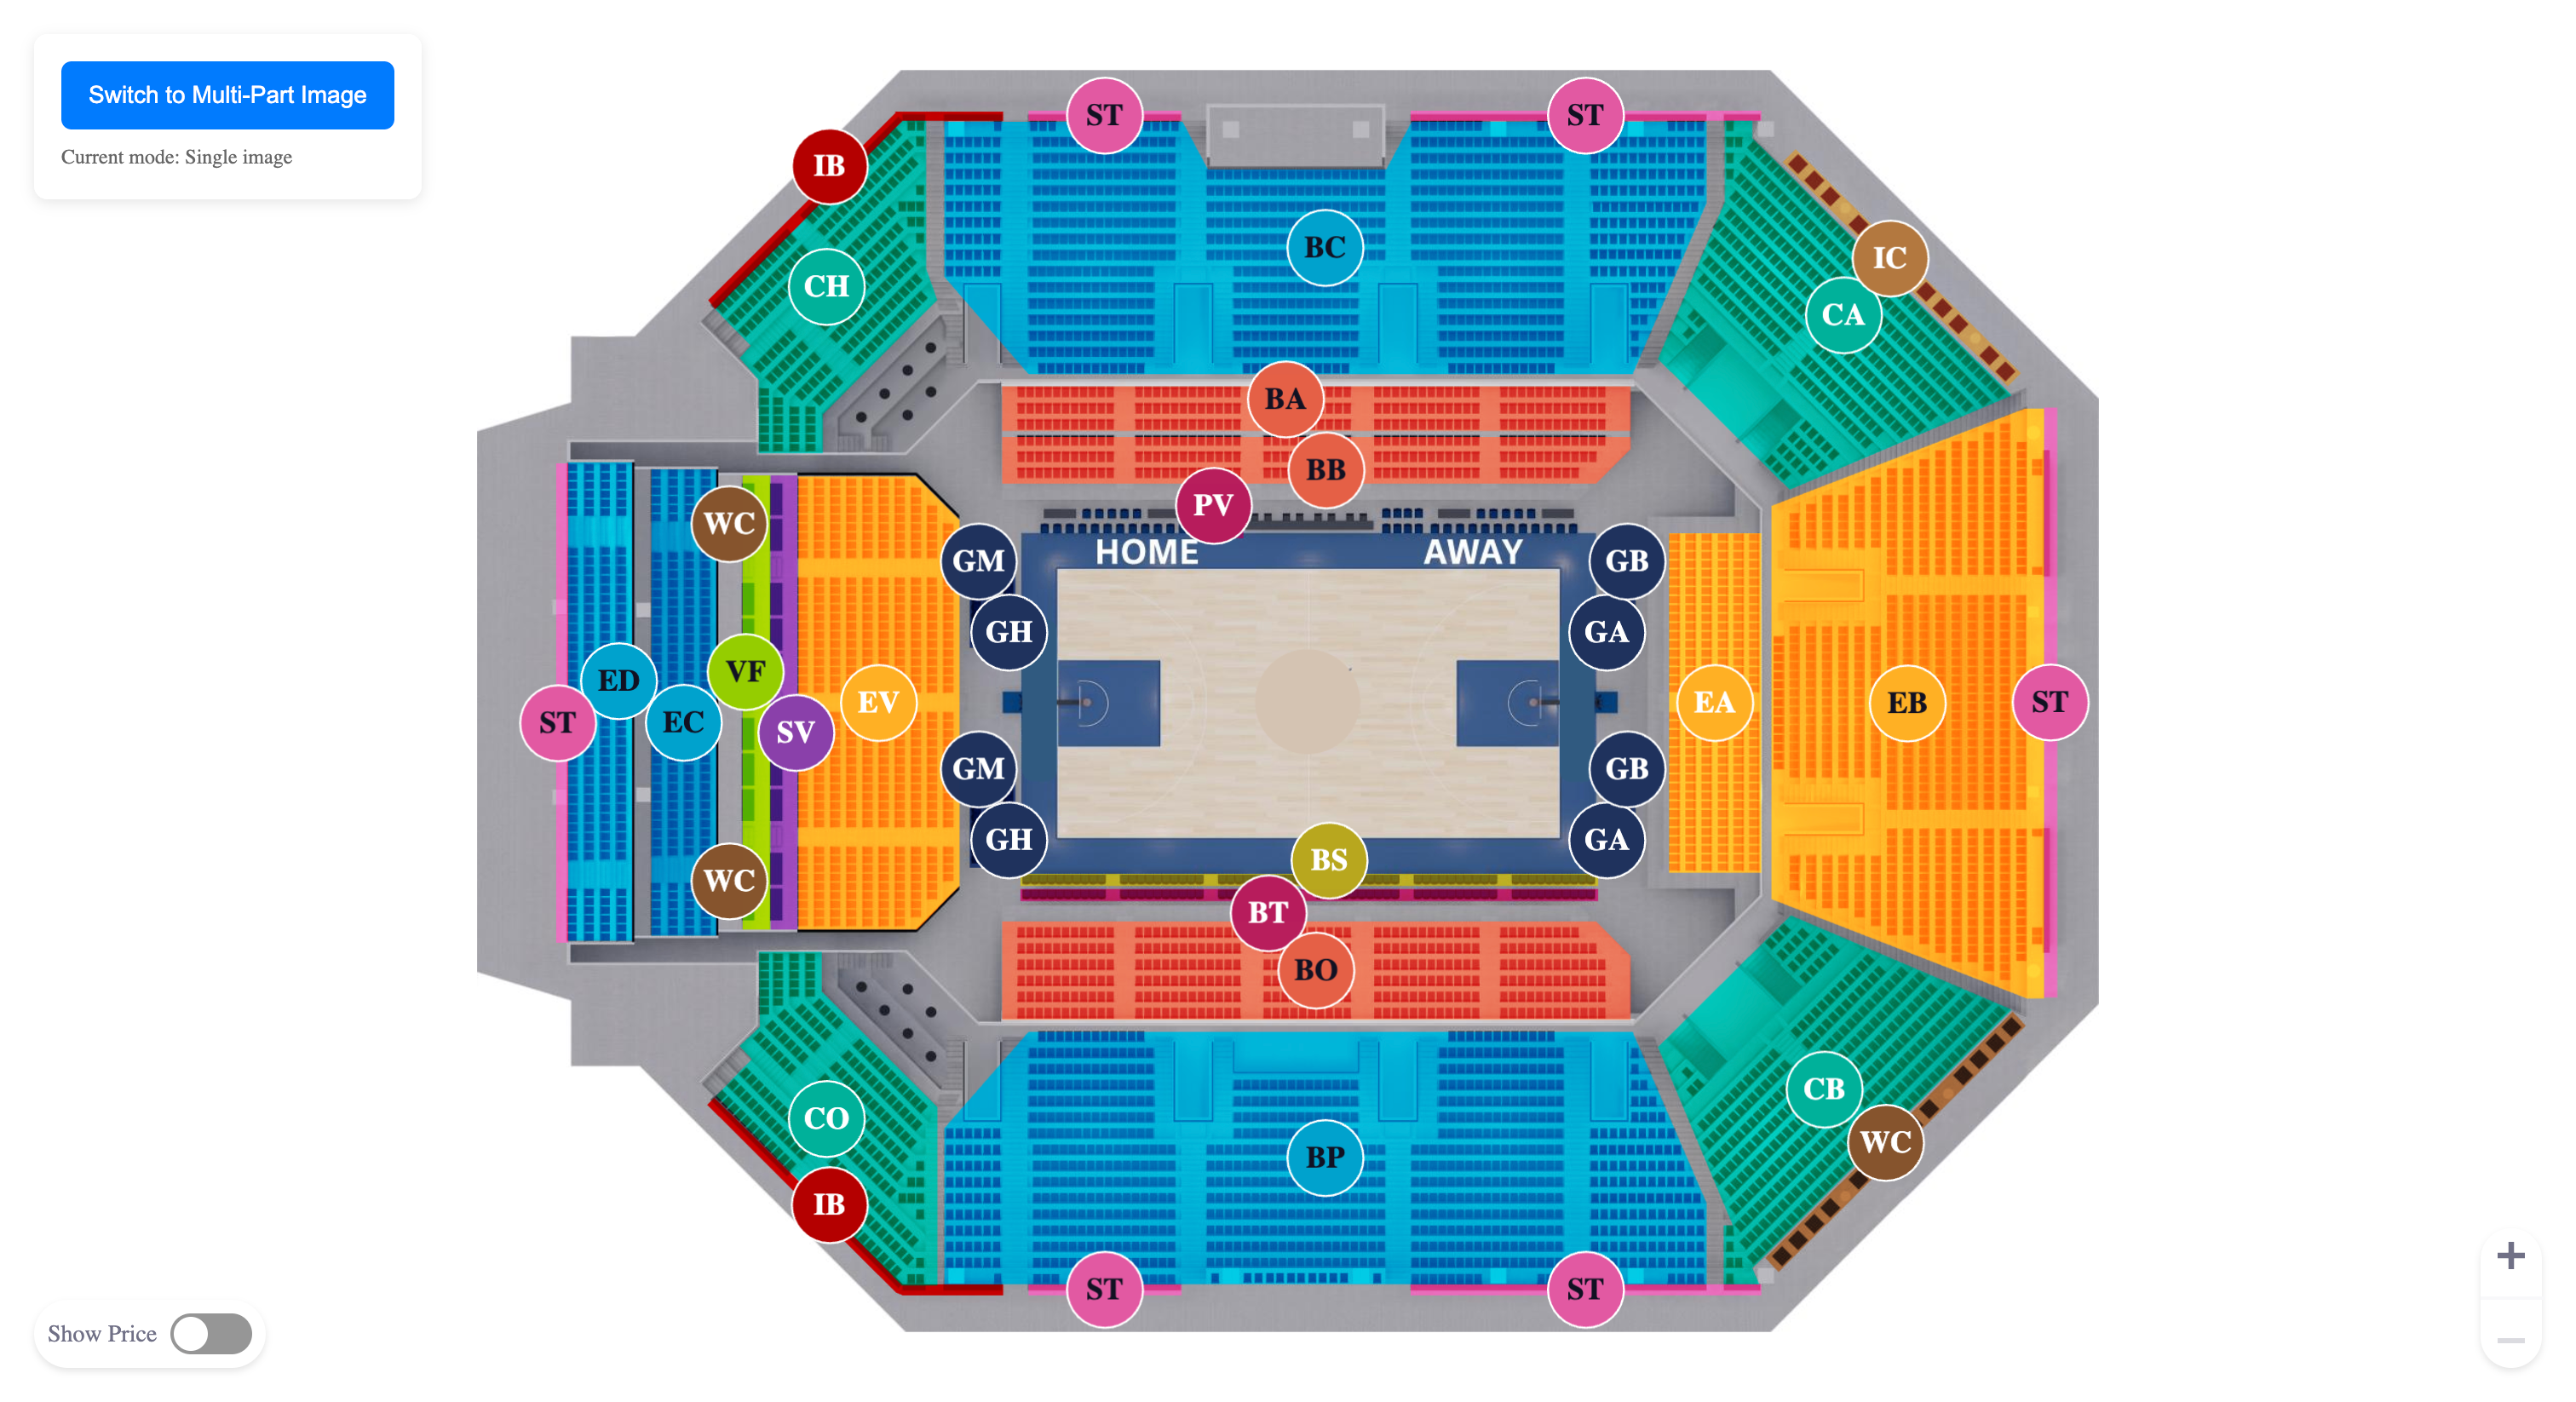 Switch to Multi-Part Image
Current mode: Single image
ST
ST
IB
BC
IC
CH
CA
BA
BB
PV
WC
HOME
AWAY
GM
GB
GH
GA
ED
VF
ST
EC
SV
EV
EA
EB
ST
GM
GB
GH
GA
BS
WC
BT
BO
CB
CO
WC
BP
IB
ST
ST
Show Price
+
−